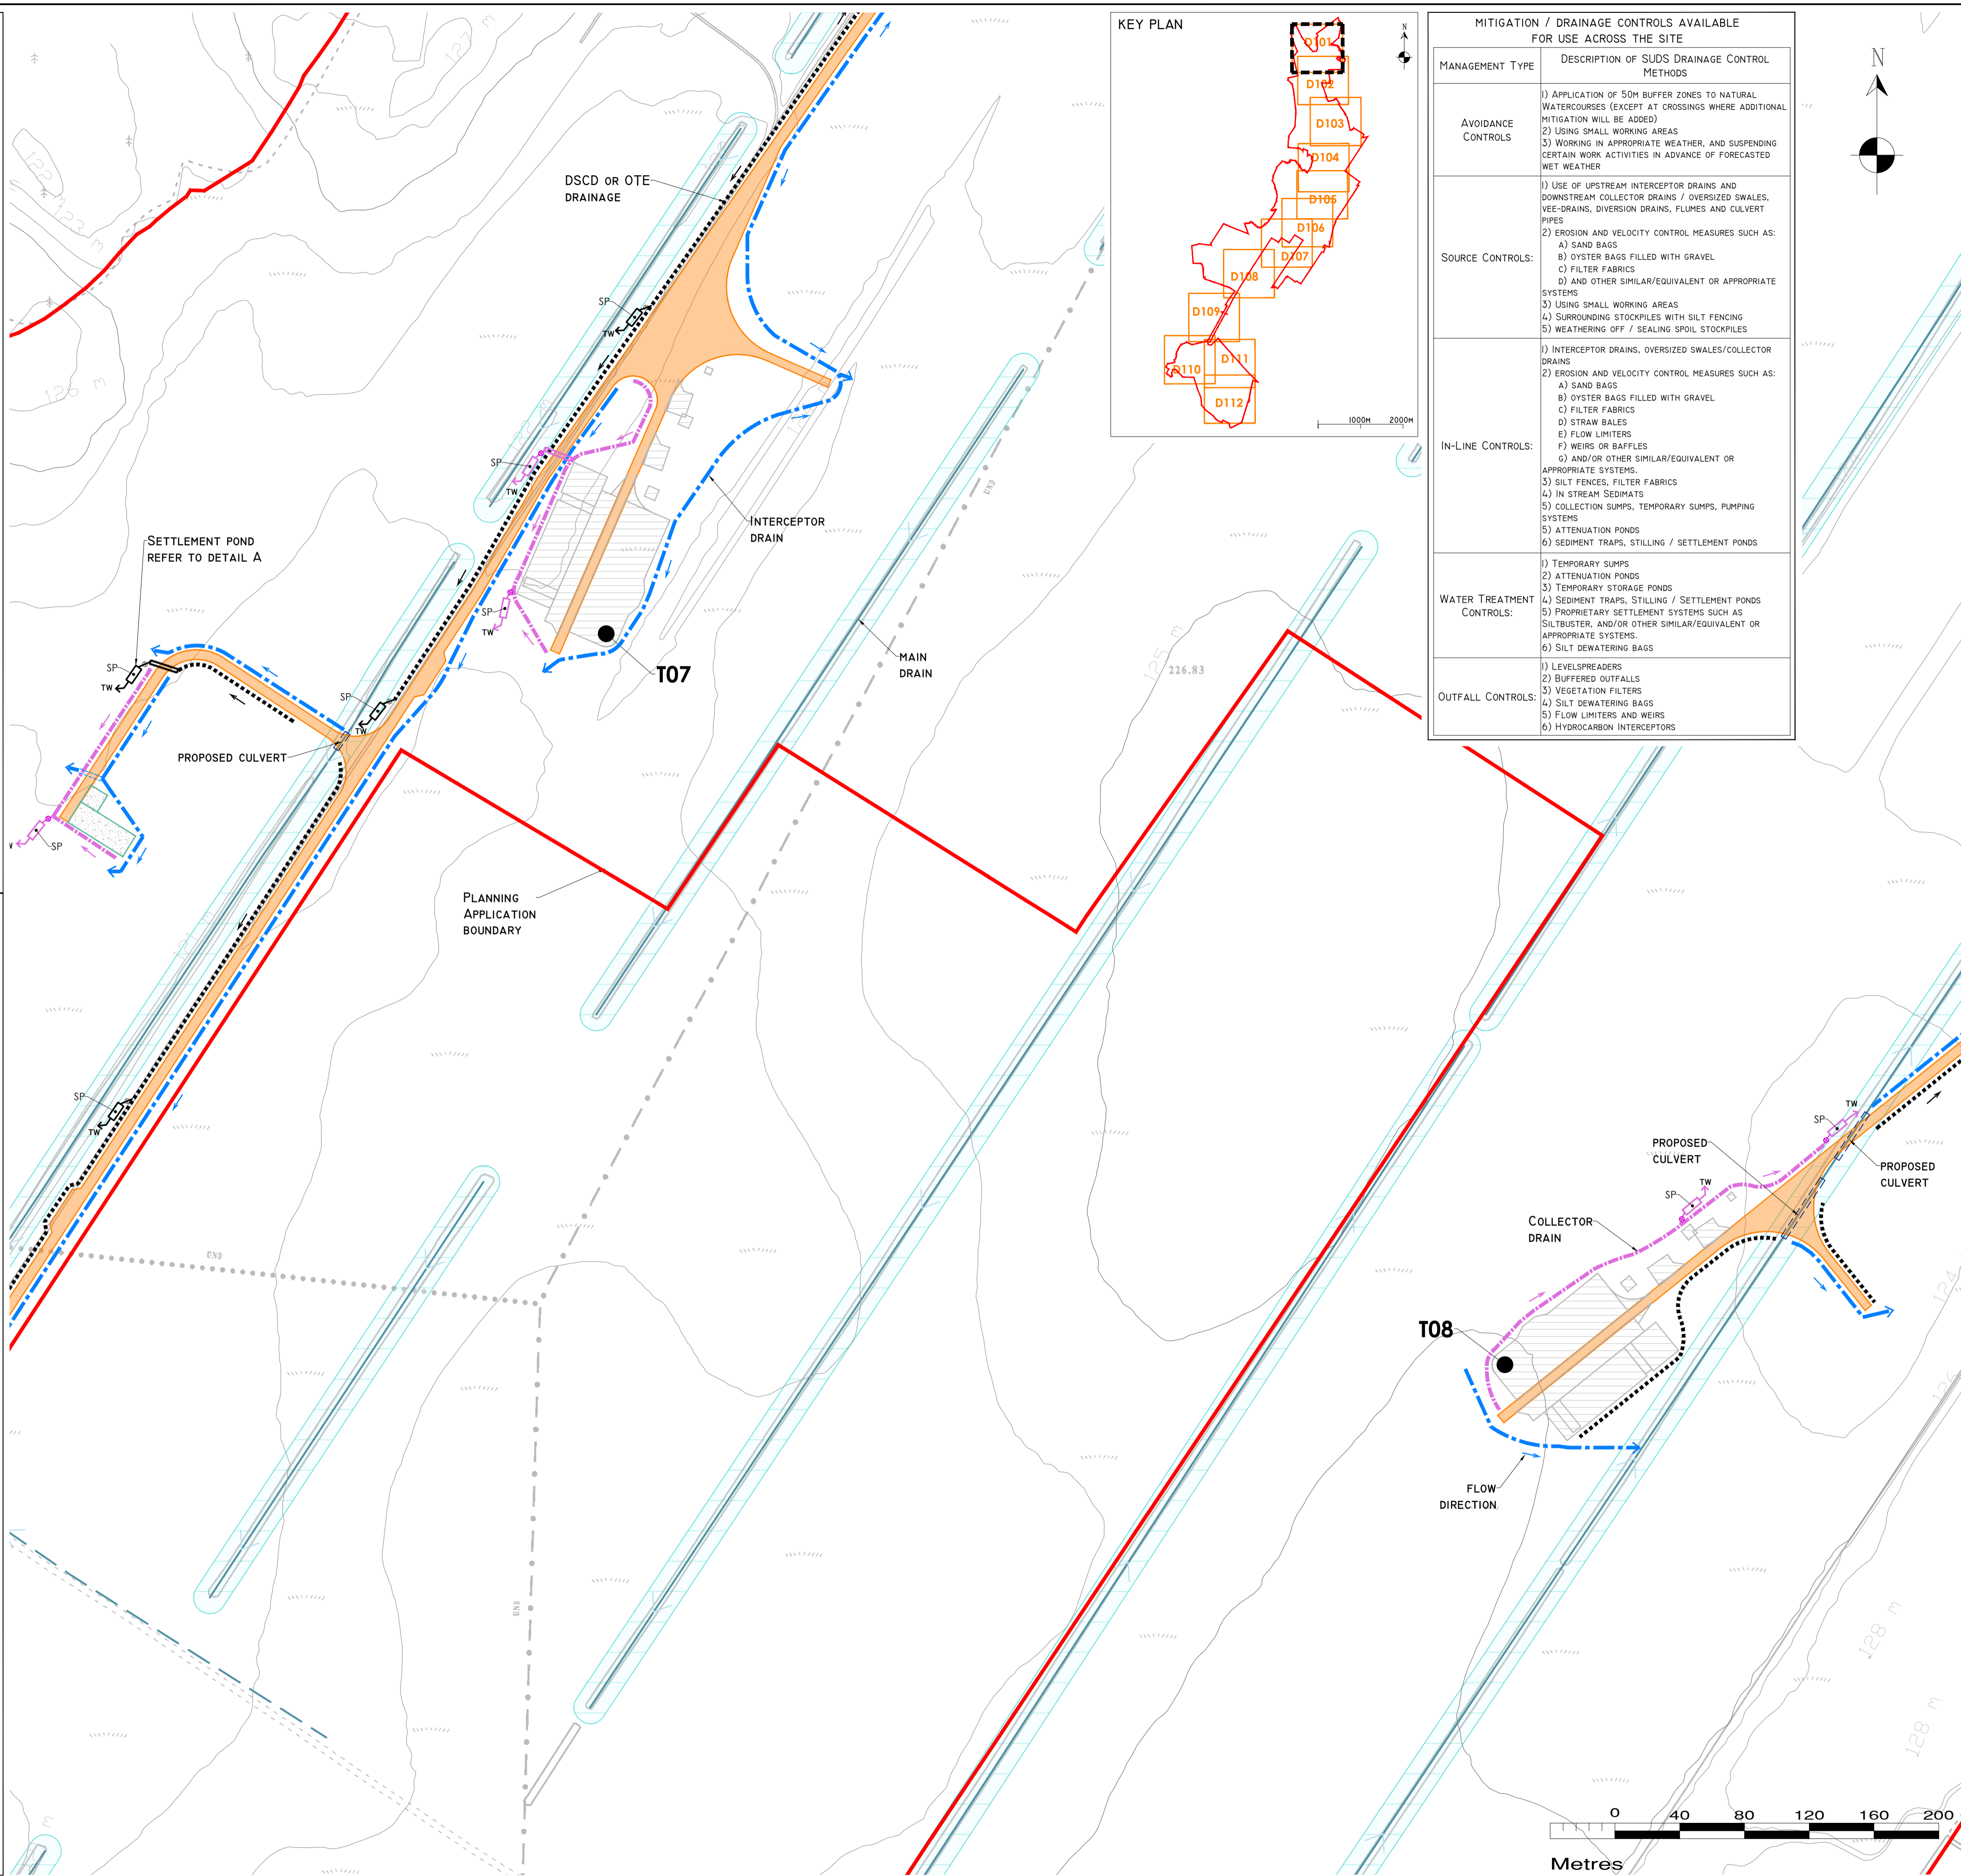 KEY PLAN
N
D101
D102
D103
D104
D105
D106
D107
D108
D109
D110
D111
D112
1000M 2000M
MITIGATION / DRAINAGE CONTROLS AVAILABLE
FOR USE ACROSS THE SITE
MANAGEMENT TYPE
DESCRIPTION OF SUDS DRAINAGE CONTROL
METHODS
AVOIDANCE
CONTROLS
1) APPLICATION OF 50M BUFFER ZONES TO NATURAL
WATERCOURSES (EXCEPT AT CROSSINGS WHERE ADDITIONAL
MITIGATION WILL BE ADDED)
2) USING SMALL WORKING AREAS
3) WORKING IN APPROPRIATE WEATHER, AND SUSPENDING
CERTAIN WORK ACTIVITIES IN ADVANCE OF FORECASTED
WET WEATHER
SOURCE CONTROLS:
1) USE OF UPSTREAM INTERCEPTOR DRAINS AND
DOWNSTREAM COLLECTOR DRAINS / OVERSIZED SWALES,
VEE-DRAINS, DIVERSION DRAINS, FLUMES AND CULVERT
PIPES
2) EROSION AND VELOCITY CONTROL MEASURES SUCH AS:
A) SAND BAGS
B) OYSTER BAGS FILLED WITH GRAVEL
C) FILTER FABRICS
D) AND OTHER SIMILAR/EQUIVALENT OR APPROPRIATE
SYSTEMS
3) USING SMALL WORKING AREAS
4) SURROUNDING STOCKPILES WITH SILT FENCING
5) WEATHERING OFF / SEALING SPOIL STOCKPILES
IN-LINE CONTROLS:
1) INTERCEPTOR DRAINS, OVERSIZED SWALES/COLLECTOR
DRAINS
2) EROSION AND VELOCITY CONTROL MEASURES SUCH AS:
A) SAND BAGS
B) OYSTER BAGS FILLED WITH GRAVEL
C) FILTER FABRICS
D) STRAW BALES
E) FLOW LIMITERS
F) WEIRS OR BAFFLES
G) AND/OR OTHER SIMILAR/EQUIVALENT OR
APPROPRIATE SYSTEMS.
3) SILT FENCES, FILTER FABRICS
4) IN STREAM SEDIMATS
5) COLLECTION SUMPS, TEMPORARY SUMPS, PUMPING
SYSTEMS
5) ATTENUATION PONDS
6) SEDIMENT TRAPS, STILLING / SETTLEMENT PONDS
WATER TREATMENT
CONTROLS:
1) TEMPORARY SUMPS
2) ATTENUATION PONDS
3) TEMPORARY STORAGE PONDS
4) SEDIMENT TRAPS, STILLING / SETTLEMENT PONDS
5) PROPRIETARY SETTLEMENT SYSTEMS SUCH AS
SILTBUSTER, AND/OR OTHER SIMILAR/EQUIVALENT OR
APPROPRIATE SYSTEMS.
6) SILT DEWATERING BAGS
OUTFALL CONTROLS:
1) LEVELSPREADERS
2) BUFFERED OUTFALLS
3) VEGETATION FILTERS
4) SILT DEWATERING BAGS
5) FLOW LIMITERS AND WEIRS
6) HYDROCARBON INTERCEPTORS
N
127 m
122 m
123 m
126 m
DSCD OR OTE
DRAINAGE
SP
TW
SP
TW
INTERCEPTOR
DRAIN
SETTLEMENT POND
REFER TO DETAIL A
SP
TW
T07
UND
MAIN
DRAIN
125 m
226.83
SP
TW
SP
TW
PROPOSED CULVERT
SP
PLANNING
APPLICATION
BOUNDARY
SP
TW
UND
UND
SP
TW
PROPOSED
CULVERT
PROPOSED
CULVERT
SP
TW
COLLECTOR
DRAIN
T08
124
126
FLOW
DIRECTION
128 m
128 m
m
0 40 80 120 160 200
Metres